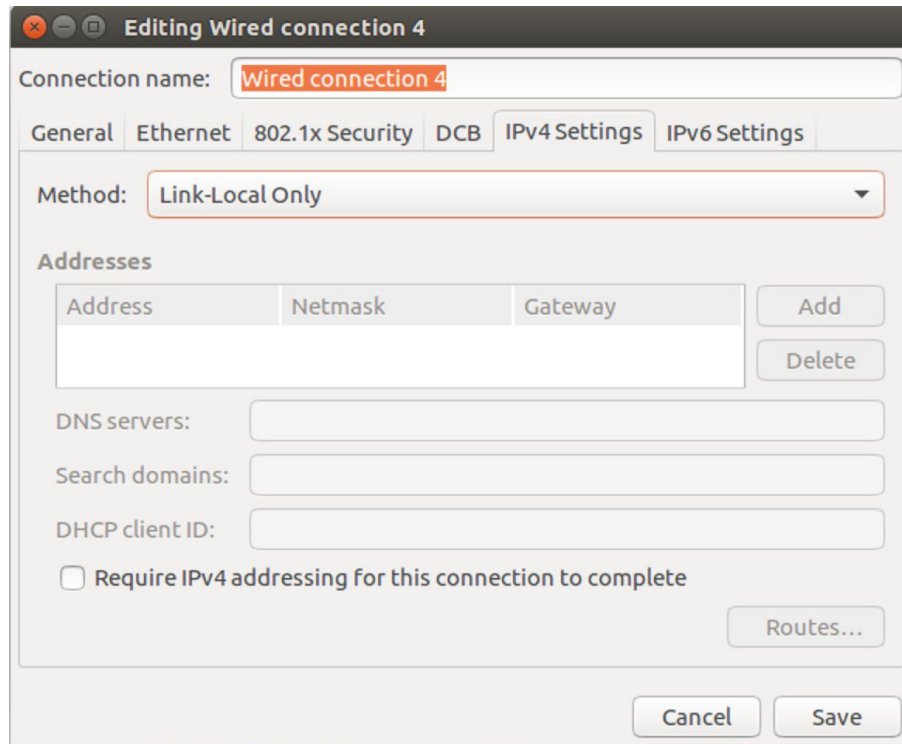 Editing Wired connection 4
Connection name: Wired connection 4
General Ethernet 802.1x Security DCB IPv4 Settings IPv6 Settings
Method: Link-Local Only
Addresses
Address Netmask Gateway Add
Delete
DNS servers:
Search domains:
DHCP client ID:
Require IPv4 addressing for this connection to complete
Routes...
Cancel Save